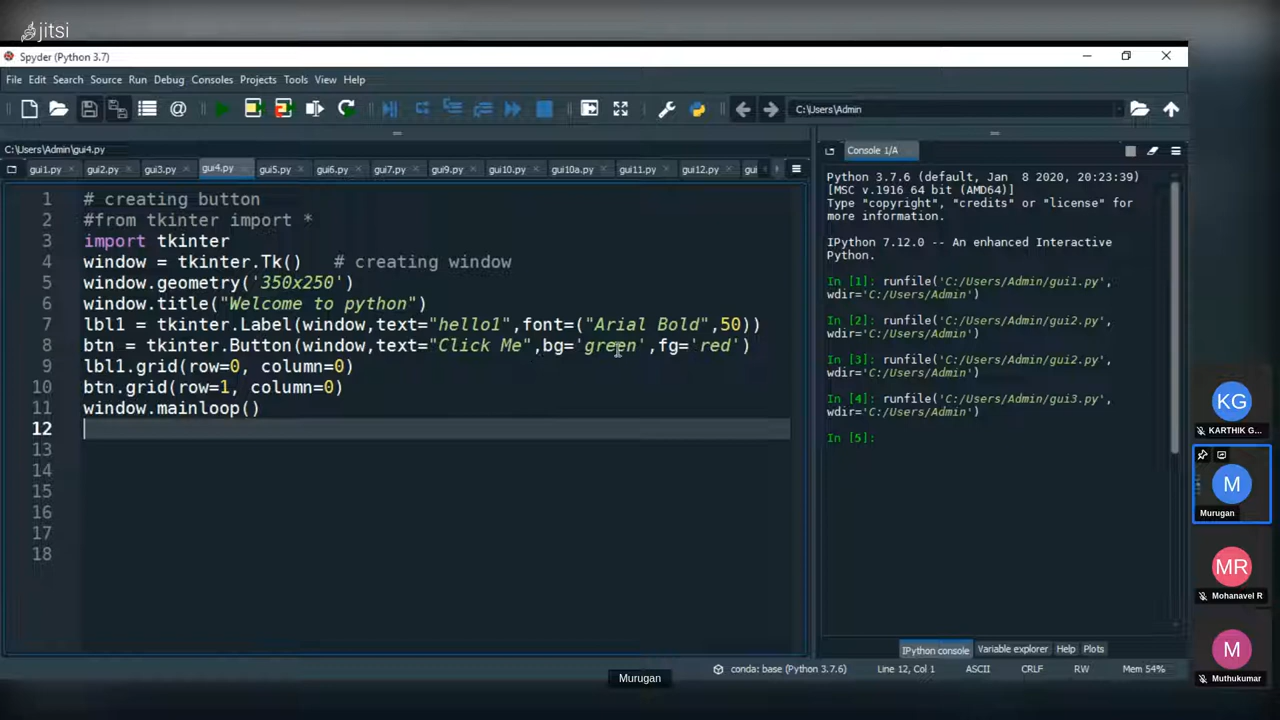 jitsi
Spyder (Python 3.7)
File Edit Search Source Run Debug Consoles Projects Tools View Help
C:\Users\Admin
C:\Users\Admin\gui4.py
gui1.py gui2.py gui3.py gui4.py gui5.py gui6.py gui7.py gui9.py gui10.py gui10a.py gui11.py gui12.py gui
1 # creating button
2 #from tkinter import *
3 import tkinter
4 window = tkinter.Tk() # creating window
5 window.geometry('350x250')
6 window.title("Welcome to python")
7 lbl1 = tkinter.Label(window,text="hello1",font=("Arial Bold",50))
8 btn = tkinter.Button(window,text="Click Me",bg='green',fg='red')
9 lbl1.grid(row=0, column=0)
10 btn.grid(row=1, column=0)
11 window.mainloop()
12
13
14
15
16
17
18
Console 1/A
Python 3.7.6 (default, Jan 8 2020, 20:23:39)
[MSC v.1916 64 bit (AMD64)]
Type "copyright", "credits" or "license" for
more information.
IPython 7.12.0 -- An enhanced Interactive
Python.
In [1]: runfile('C:/Users/Admin/gui1.py',
wdir='C:/Users/Admin')
In [2]: runfile('C:/Users/Admin/gui2.py',
wdir='C:/Users/Admin')
In [3]: runfile('C:/Users/Admin/gui2.py',
wdir='C:/Users/Admin')
In [4]: runfile('C:/Users/Admin/gui3.py',
wdir='C:/Users/Admin')
In [5]:
IPython console Variable explorer Help Plots
conda: base (Python 3.7.6) Line 12, Col 1 ASCII CRLF RW Mem 54%
Murugan
KG
KARTHIK G...
M
Murugan
MR
Mohanavel R
M
Muthukumar